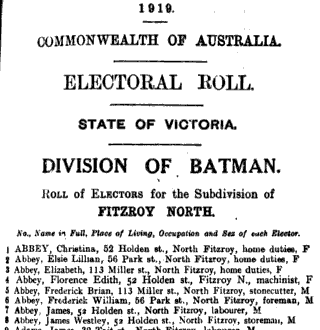 1919.
COMMONWEALTH OF AUSTRALIA.
ELECTORAL ROLL.
STATE OF VICTORIA.
DIVISION OF BATMAN.
ROLL OF ELECTORS for the Subdivision of
FITZROY NORTH.
No., Name in Full, Place of Living, Occupation and Sex of each Elector.
1 ABBEY, Christina, 52 Holden st., North Fitzroy, home duties, F
2 Abbey, Elsie Lillian, 56 Park st., North Fitzroy, home duties, F
3 Abbey, Elizabeth, 113 Miller st., North Fitzroy, home duties, F
4 Abbey, Florence Edith, 52 Holden st., Fitzroy N., machinist, F
5 Abbey, Frederick Brian, 113 Miller st., North Fitzroy, stonecutter, M
6 Abbey, Frederick William, 56 Park st., North Fitzroy, foreman, M
7 Abbey, James, 52 Holden st., North Fitzroy, labourer, M
8 Abbey, James Westley, 52 Holden st., North Fitzroy, storeman, M